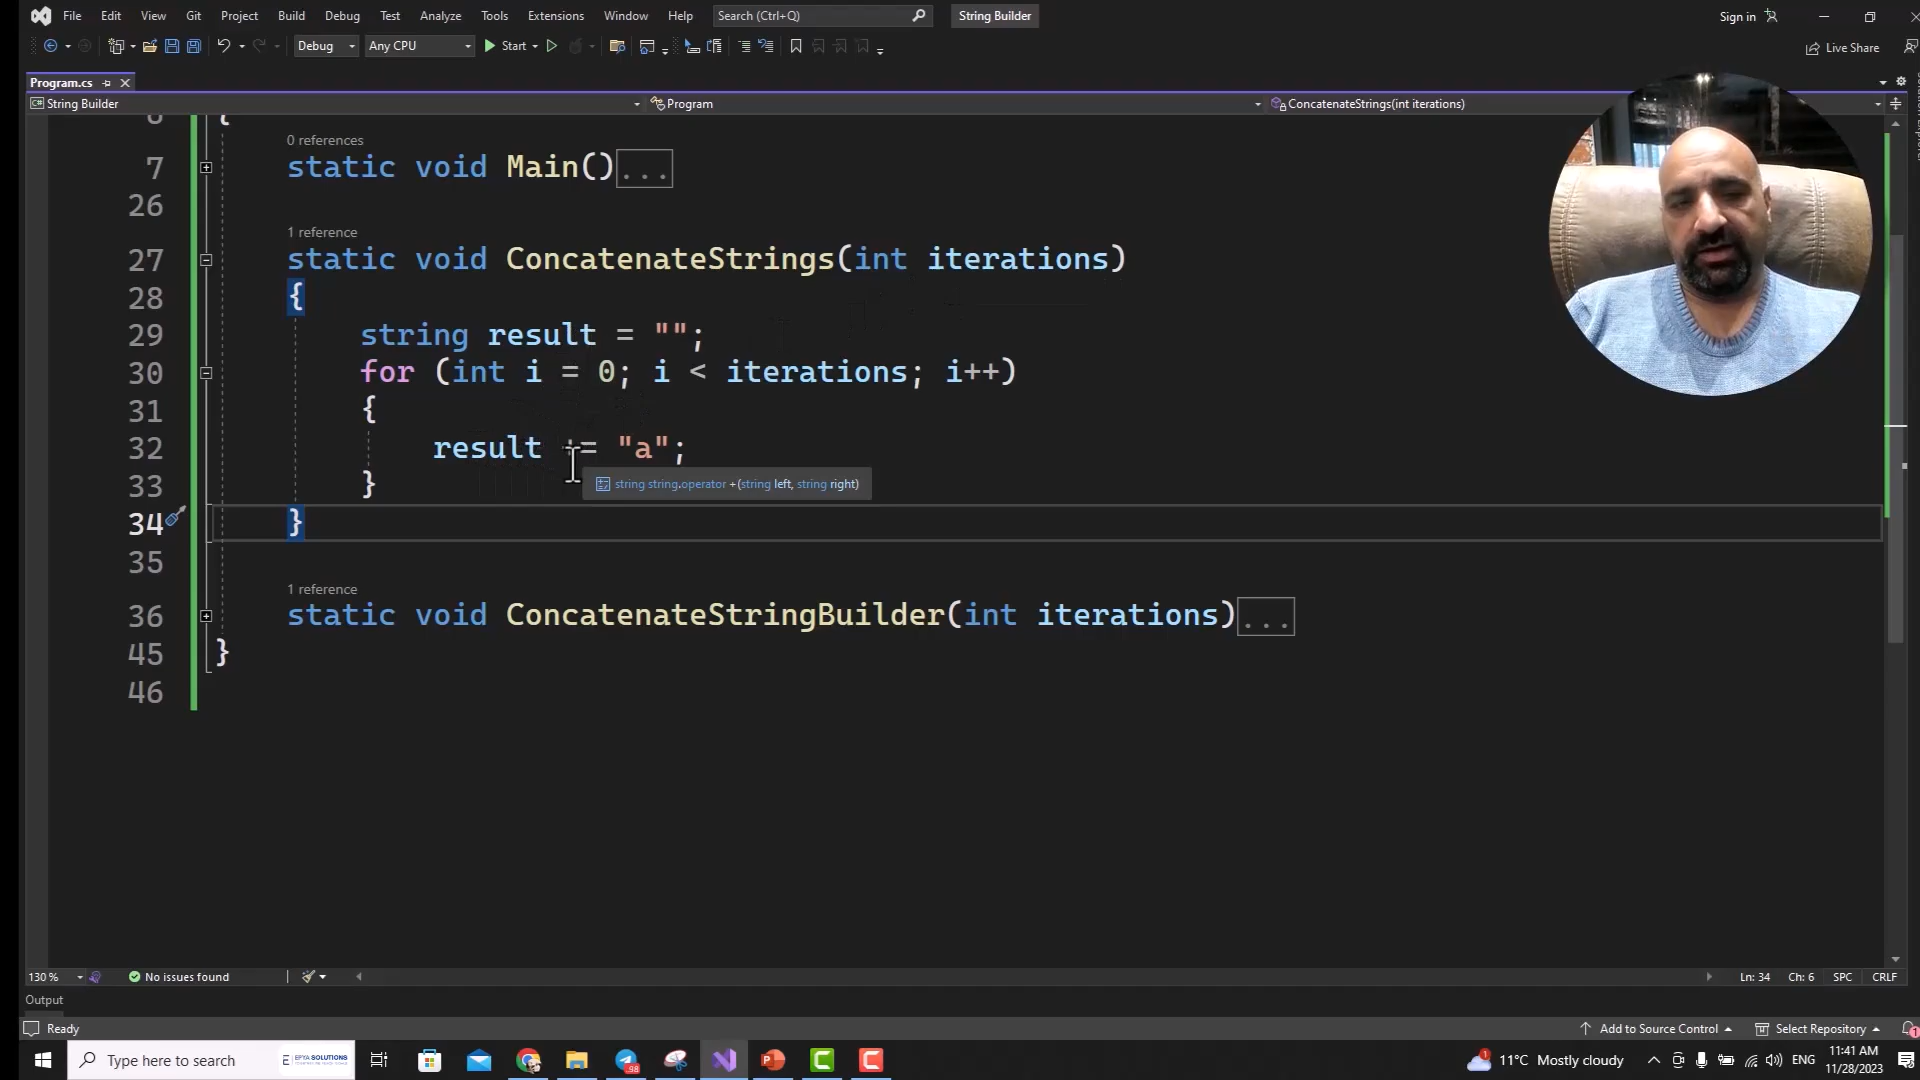 File Edit View Git Project Build Debug Test Analyze Tools Extensions Window Help Search (Ctrl+Q) String Builder Sign in
Debug Any CPU Start Live Share
Program.cs
String Builder Program ConcatenateStrings(int iterations)
{
0 references
7 static void Main()...
26
1 reference
27 static void ConcatenateStrings(int iterations)
28 {
29 string result = "";
30 for (int i = 0; i < iterations; i++)
31 {
32 result += "a";
string string.operator +(string left, string right)
33 }
34 }
35
1 reference
36 static void ConcatenateStringBuilder(int iterations)...
45 }
46
130 % No issues found Ln: 34 Ch: 6 SPC CRLF
Output
Ready Add to Source Control Select Repository 1
Type here to search EFYA SOLUTIONS 98 1 11°C Mostly cloudy ENG 11:41 AM
11/28/2023